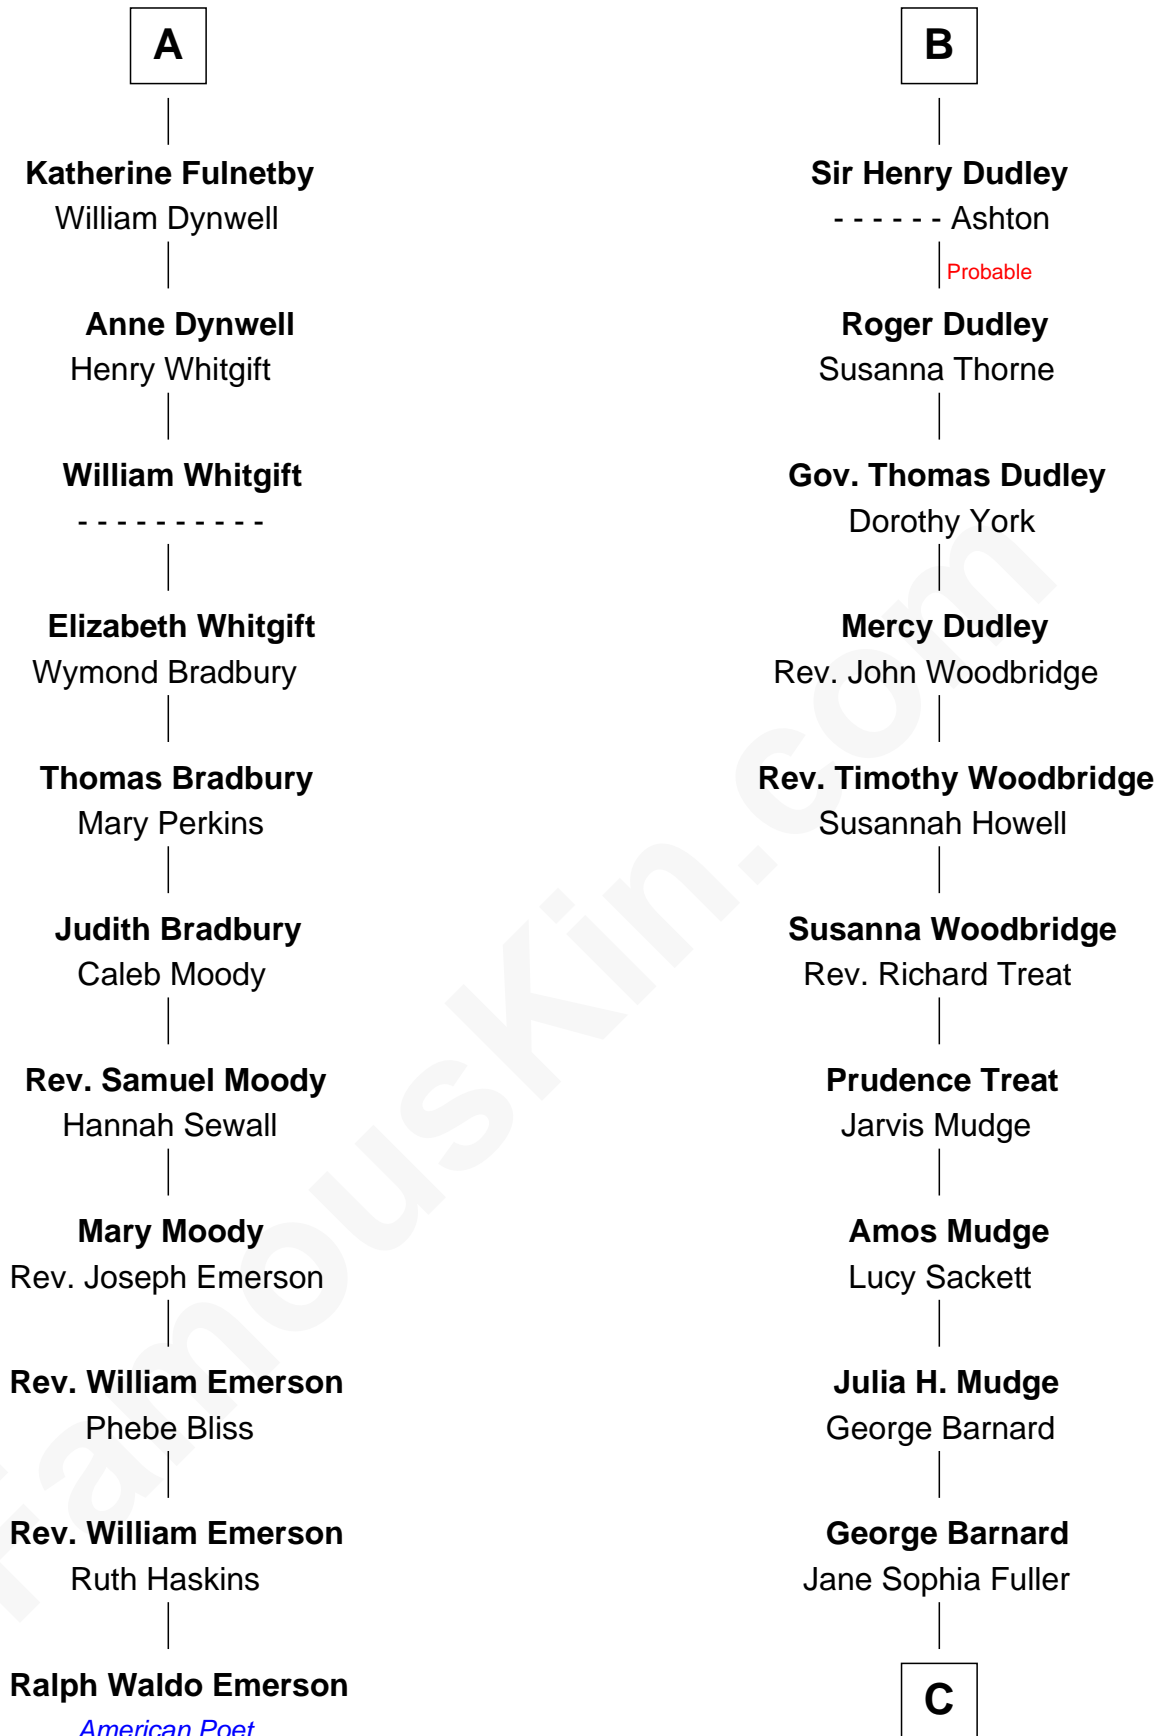 A
Katherine Fulnetby
William Dynwell
Anne Dynwell
Henry Whitgift
William Whitgift
- - - - - - - - - -
Elizabeth Whitgift
Wymond Bradbury
Thomas Bradbury
Mary Perkins
Judith Bradbury
Caleb Moody
Rev. Samuel Moody
Hannah Sewall
Mary Moody
Rev. Joseph Emerson
Rev. William Emerson
Phebe Bliss
Rev. William Emerson
Ruth Haskins
Ralph Waldo Emerson
American Poet
B
Sir Henry Dudley
- - - - - - Ashton
Probable
Roger Dudley
Susanna Thorne
Gov. Thomas Dudley
Dorothy York
Mercy Dudley
Rev. John Woodbridge
Rev. Timothy Woodbridge
Susannah Howell
Susanna Woodbridge
Rev. Richard Treat
Prudence Treat
Jarvis Mudge
Amos Mudge
Lucy Sackett
Julia H. Mudge
George Barnard
George Barnard
Jane Sophia Fuller
C
FamousKin.com